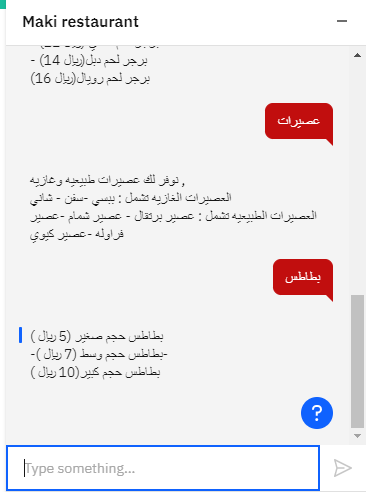 Maki restaurant
برجر لحم دبل(14 ريال) -
برجر لحم رويال(16 ريال)
عصيرات
نوفر لك عصيرات طبيعيه وغازيه ,
العصيرات الغازيه تشمل : ببسي -سفن - شاني
العصيرات الطبيعيه تشمل : عصير برتقال - عصير شمام -عصير
فراوله -عصير كيوي
بطاطس
بطاطس حجم صغير (5 ريال )
-بطاطس حجم وسط (7 ريال )-
بطاطس حجم كبير(10 ريال )
?
Type something...